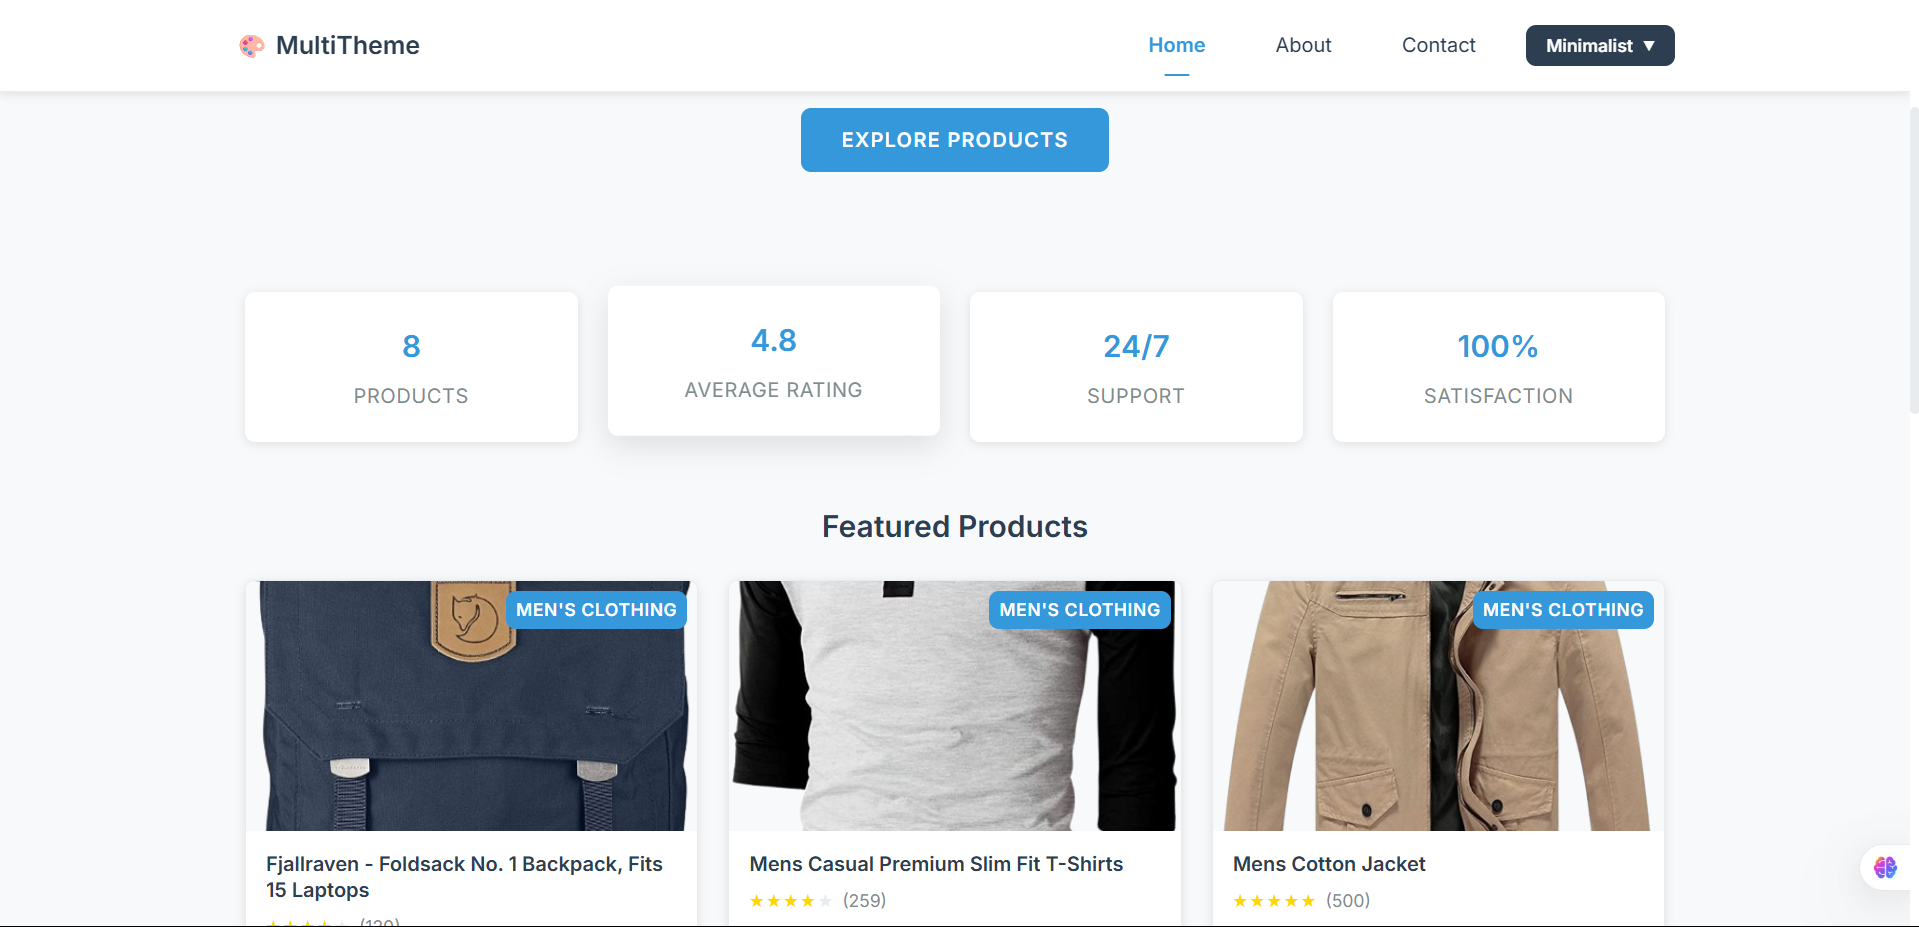 MultiTheme
Home
About
Contact
Minimalist ▼
EXPLORE PRODUCTS
8
PRODUCTS
4.8
AVERAGE RATING
24/7
SUPPORT
100%
SATISFACTION
Featured Products
MEN'S CLOTHING
Fjallraven - Foldsack No. 1 Backpack, Fits
15 Laptops
★★★★★ (120)
MEN'S CLOTHING
Mens Casual Premium Slim Fit T-Shirts
★★★★★ (259)
MEN'S CLOTHING
Mens Cotton Jacket
★★★★★ (500)